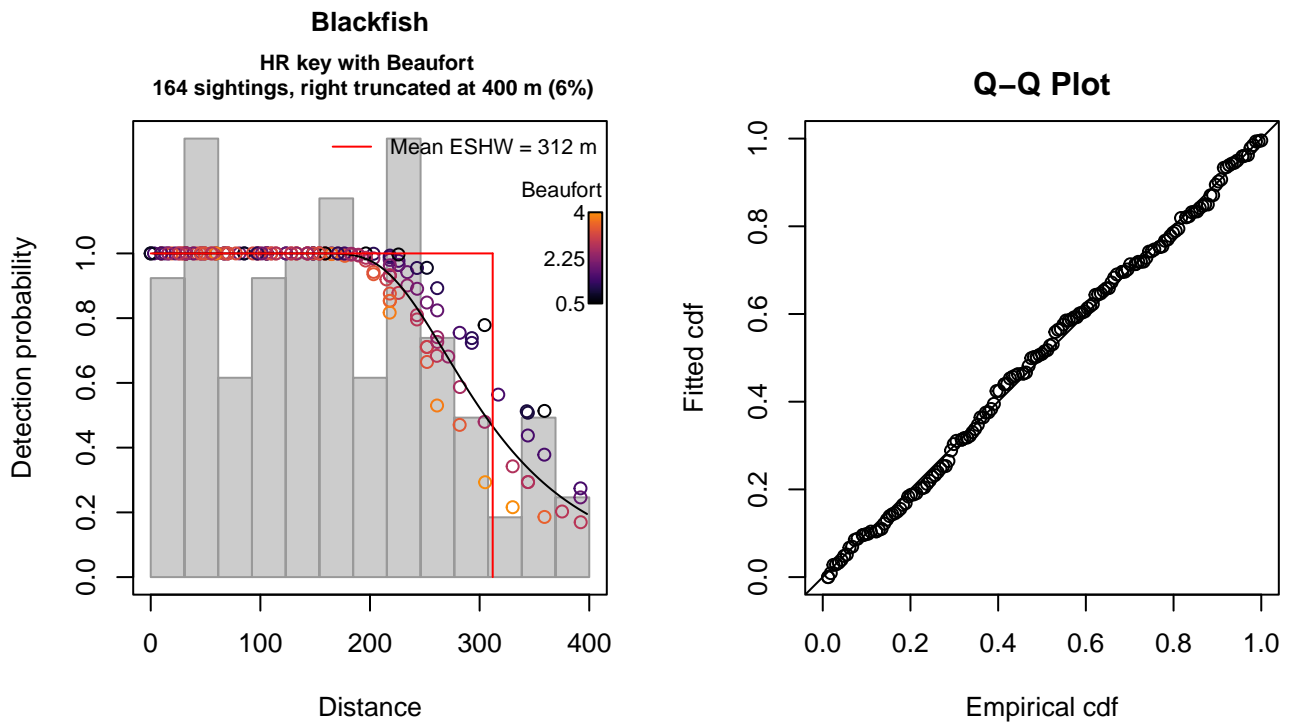 Blackfish
HR key with Beaufort
164 sightings, right truncated at 400 m (6%)
Mean ESHW = 312 m
Beaufort
4
2.25
0.5
Detection probability
0.0
0.2
0.4
0.6
0.8
1.0
0 100 200 300 400
Distance
Q−Q Plot
Fitted cdf
0.0
0.2
0.4
0.6
0.8
1.0
0.0 0.2 0.4 0.6 0.8 1.0
Empirical cdf